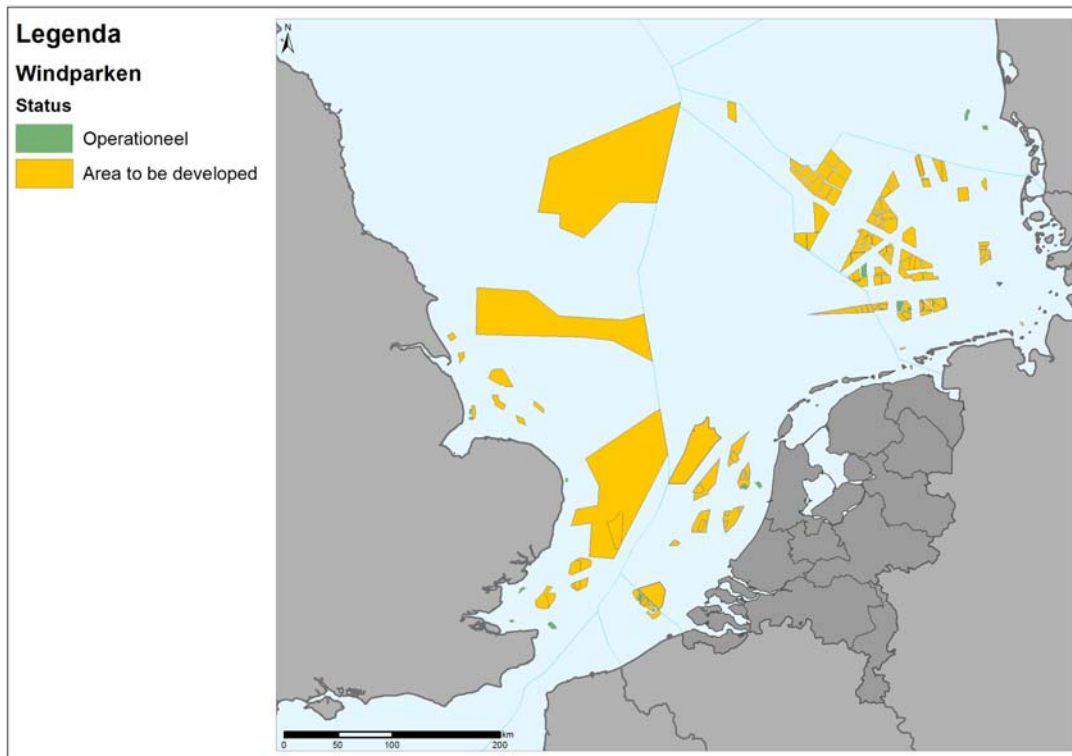 Legenda
Windparken
Status
Operationeel
Area to be developed
N
km
0 50 100 200